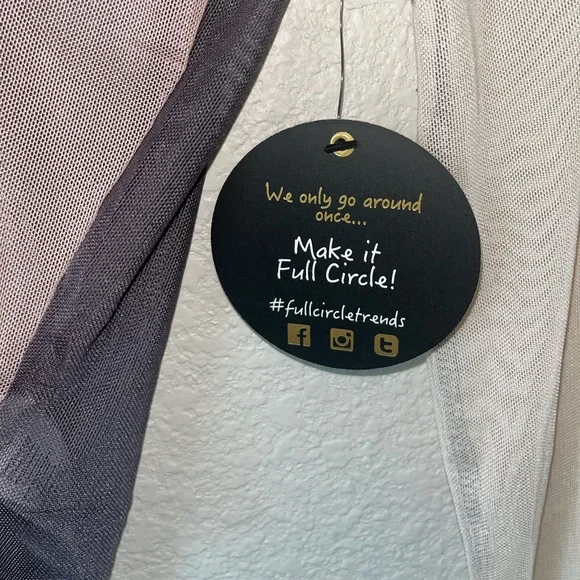 We only go around
once...
Make it
Full Circle!
#fullcircletrends